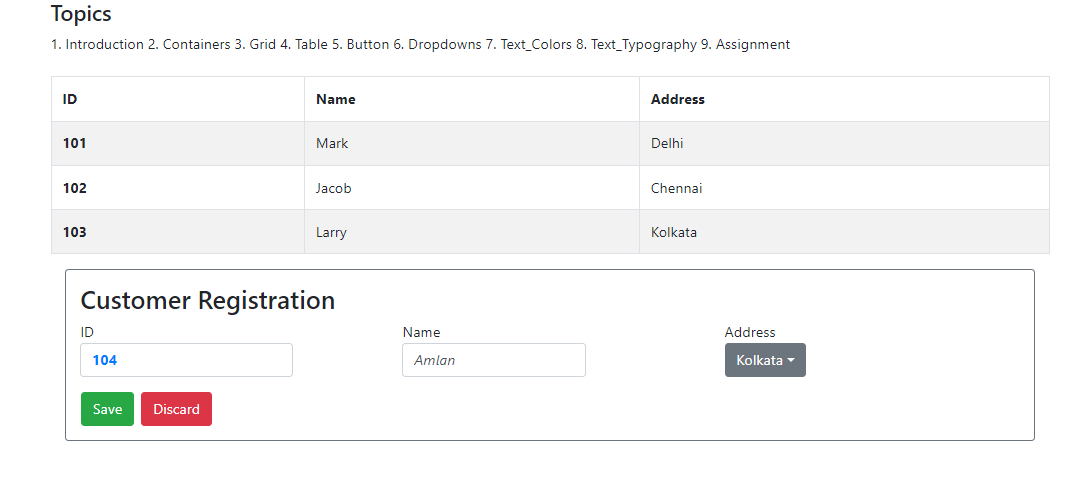 Topics
1. Introduction 2. Containers 3. Grid 4. Table 5. Button 6. Dropdowns 7. Text_Colors 8. Text_Typography 9. Assignment
ID Name Address
101 Mark Delhi
102 Jacob Chennai
103 Larry Kolkata
Customer Registration
ID Name Address
104 Amlan Kolkata
Save Discard